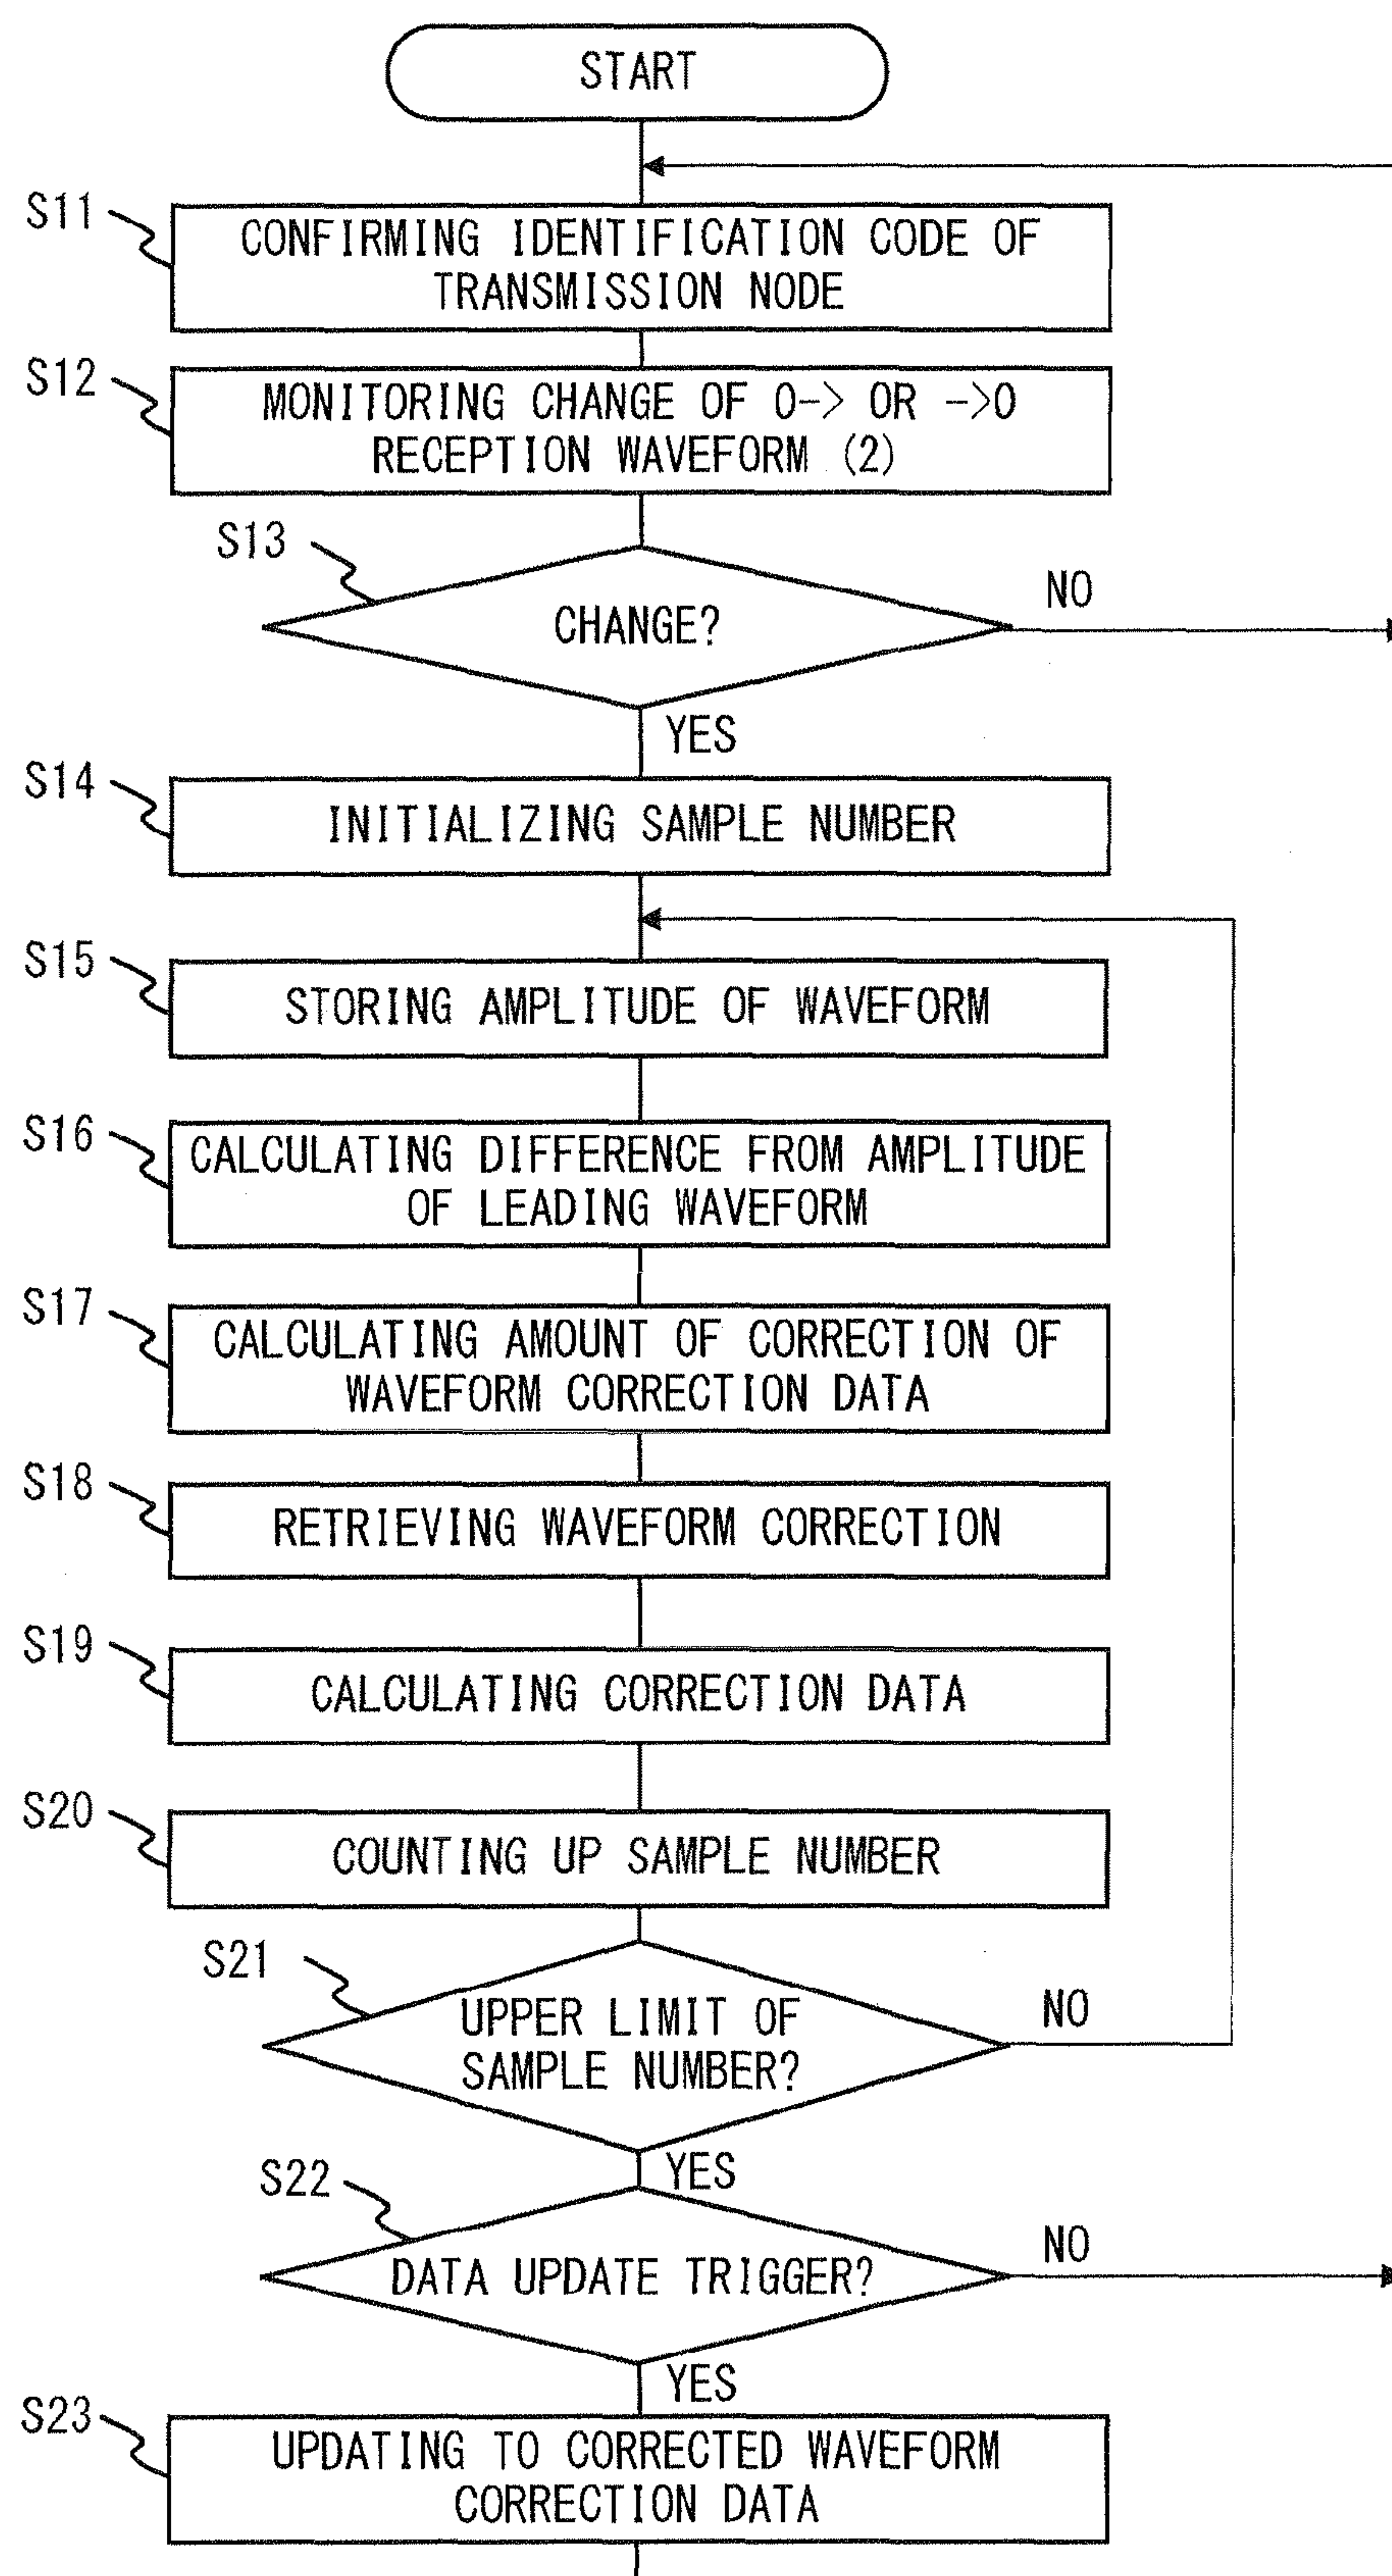 START
S11
CONFIRMING IDENTIFICATION CODE OF
TRANSMISSION NODE
S12
MONITORING CHANGE OF 0-> OR ->0
RECEPTION WAVEFORM (2)
S13
CHANGE?
NO
YES
S14
INITIALIZING SAMPLE NUMBER
S15
STORING AMPLITUDE OF WAVEFORM
S16
CALCULATING DIFFERENCE FROM AMPLITUDE
OF LEADING WAVEFORM
S17
CALCULATING AMOUNT OF CORRECTION OF
WAVEFORM CORRECTION DATA
S18
RETRIEVING WAVEFORM CORRECTION
S19
CALCULATING CORRECTION DATA
S20
COUNTING UP SAMPLE NUMBER
S21
UPPER LIMIT OF
SAMPLE NUMBER?
NO
YES
S22
DATA UPDATE TRIGGER?
NO
YES
S23
UPDATING TO CORRECTED WAVEFORM
CORRECTION DATA